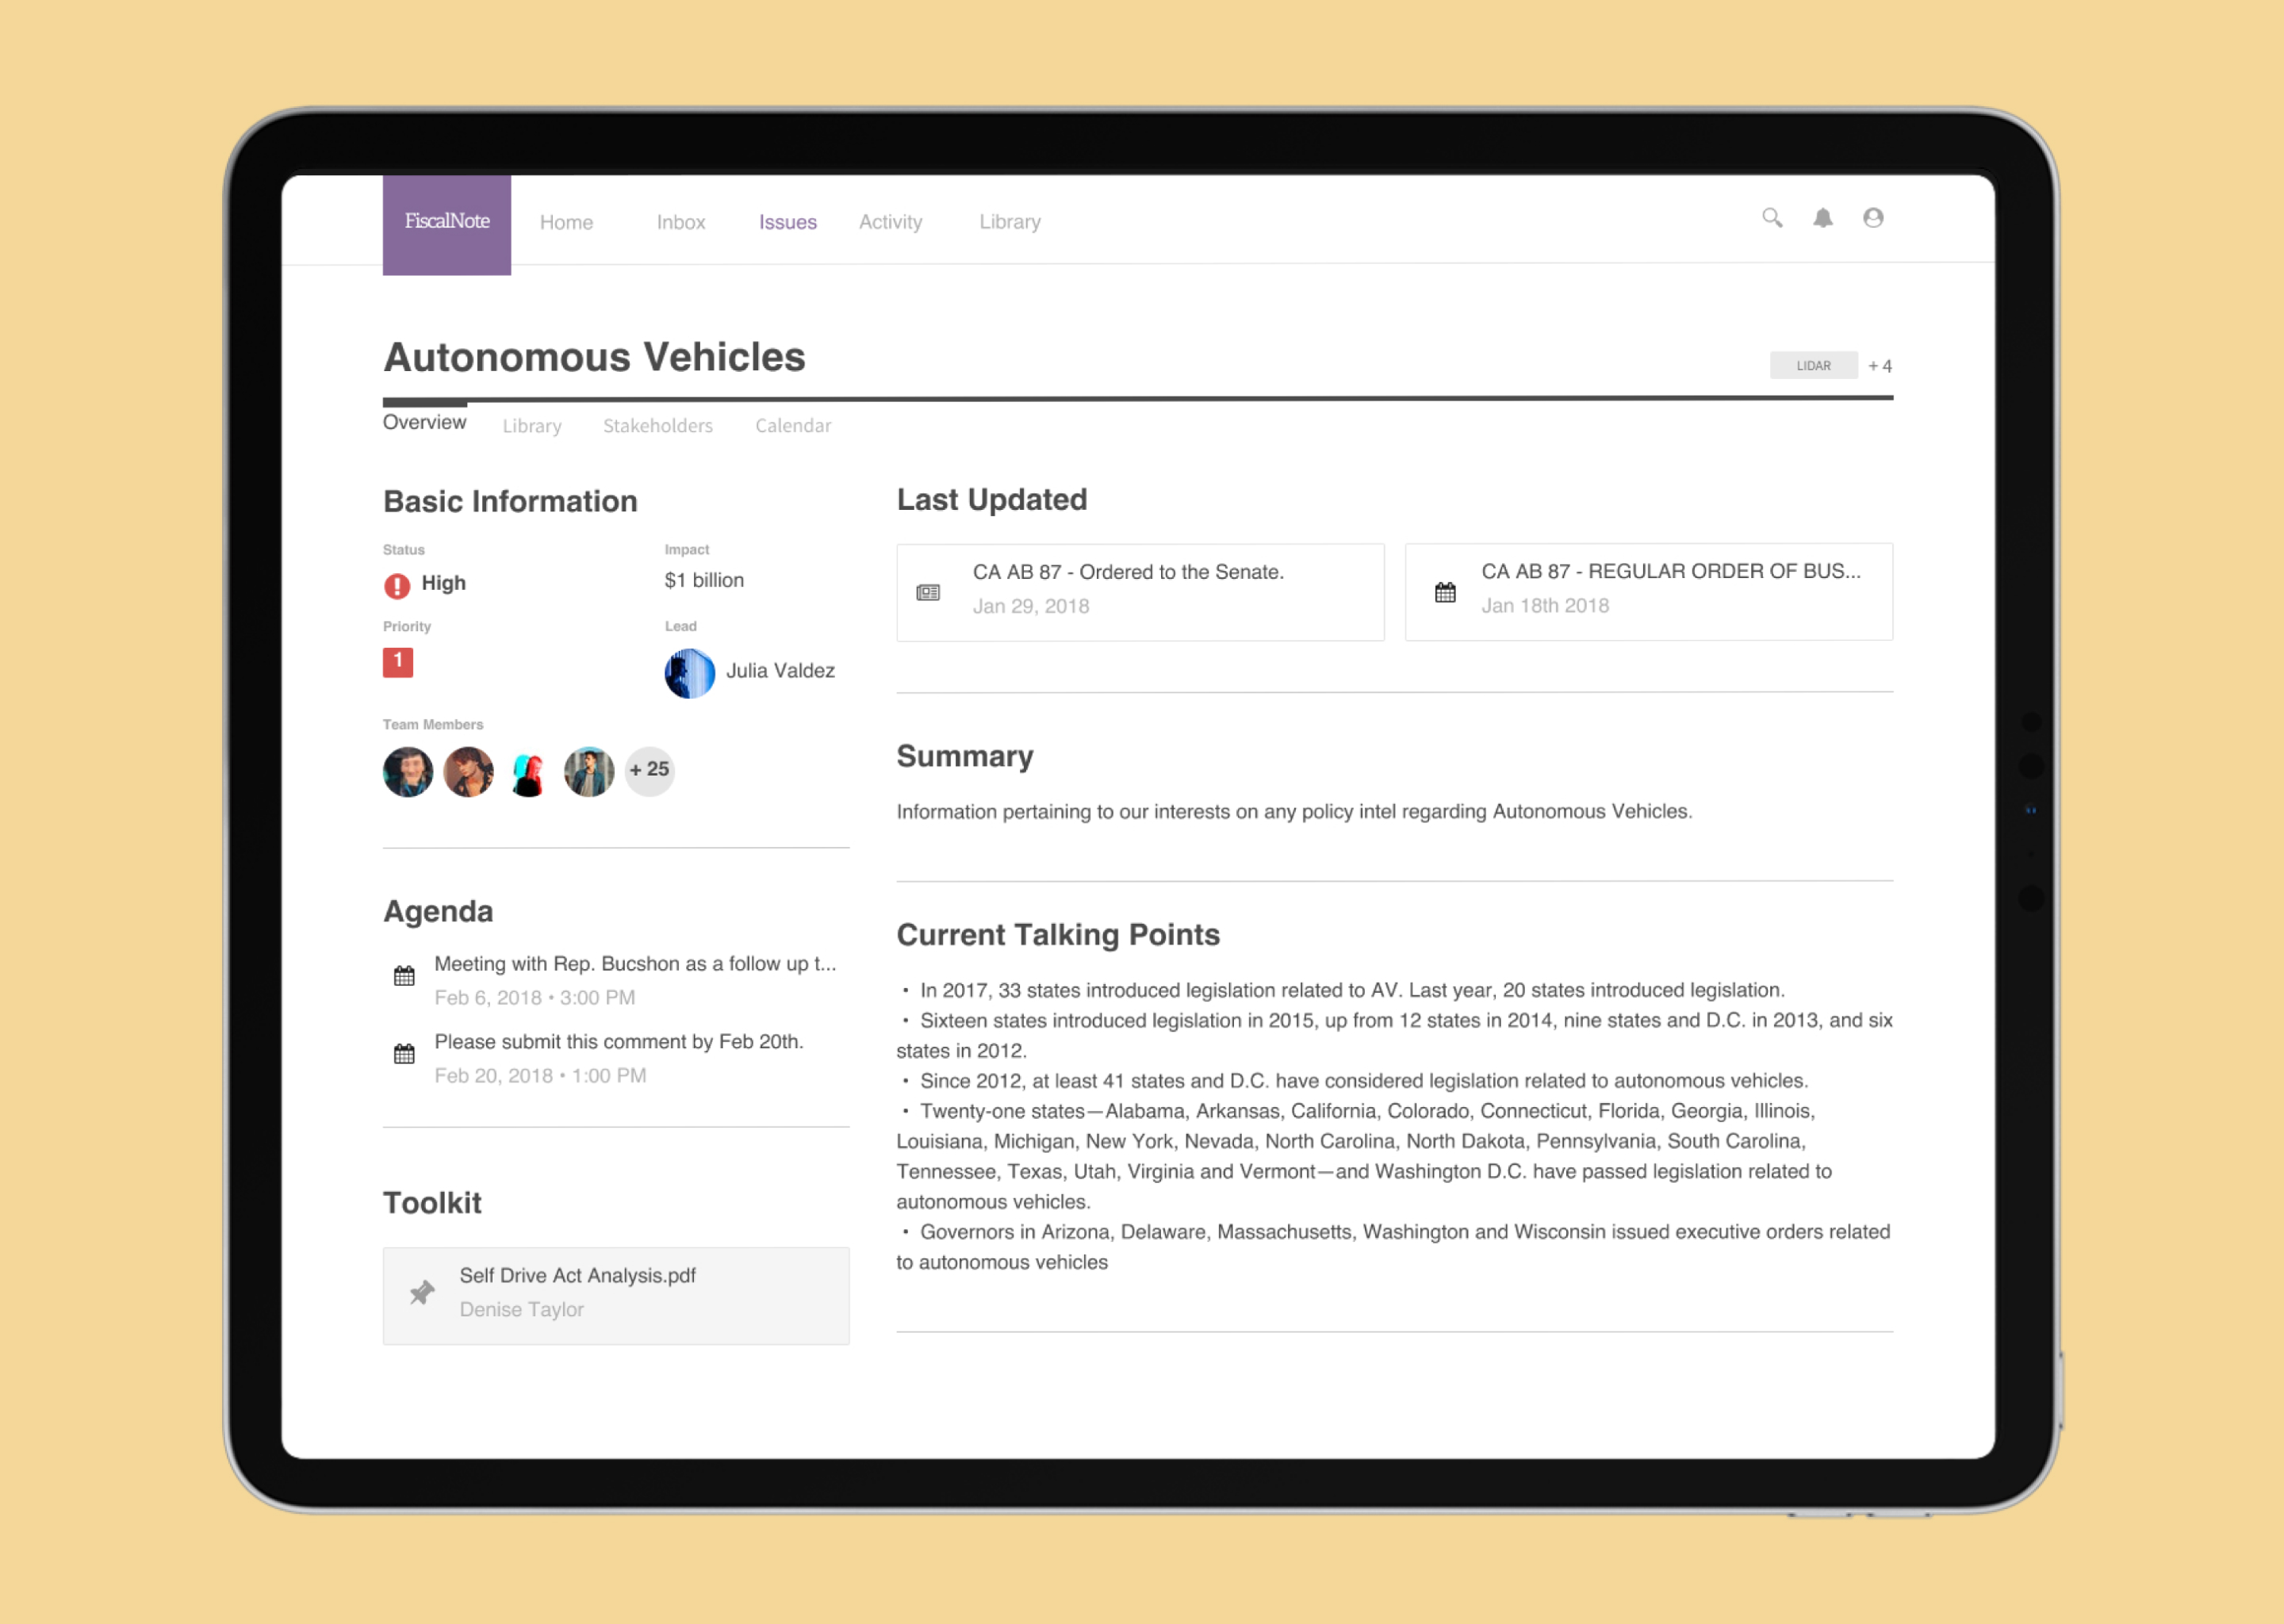 FiscalNote
Home
Inbox
Issues
Activity
Library
Autonomous Vehicles
LIDAR
+ 4
Overview
Library
Stakeholders
Calendar
Basic Information
Status
High
Impact
$1 billion
Priority
1
Lead
Julia Valdez
Team Members
+ 25
Agenda
Meeting with Rep. Bucshon as a follow up t...
Feb 6, 2018 • 3:00 PM
Please submit this comment by Feb 20th.
Feb 20, 2018 • 1:00 PM
Toolkit
Self Drive Act Analysis.pdf
Denise Taylor
Last Updated
CA AB 87 - Ordered to the Senate.
Jan 29, 2018
CA AB 87 - REGULAR ORDER OF BUS...
Jan 18th 2018
Summary
Information pertaining to our interests on any policy intel regarding Autonomous Vehicles.
Current Talking Points
• In 2017, 33 states introduced legislation related to AV. Last year, 20 states introduced legislation.
• Sixteen states introduced legislation in 2015, up from 12 states in 2014, nine states and D.C. in 2013, and six
states in 2012.
• Since 2012, at least 41 states and D.C. have considered legislation related to autonomous vehicles.
• Twenty-one states—Alabama, Arkansas, California, Colorado, Connecticut, Florida, Georgia, Illinois,
Louisiana, Michigan, New York, Nevada, North Carolina, North Dakota, Pennsylvania, South Carolina,
Tennessee, Texas, Utah, Virginia and Vermont—and Washington D.C. have passed legislation related to
autonomous vehicles.
• Governors in Arizona, Delaware, Massachusetts, Washington and Wisconsin issued executive orders related
to autonomous vehicles